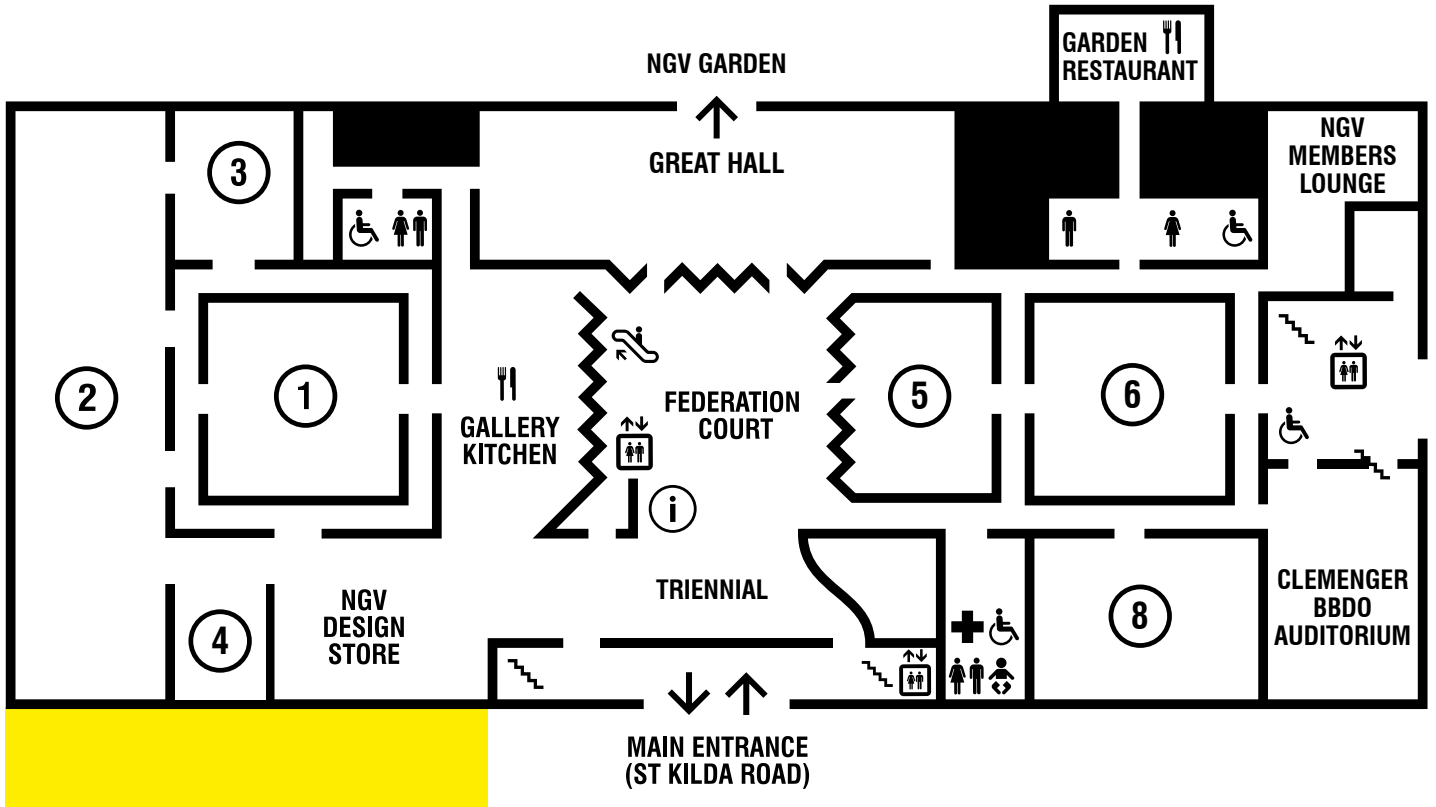 GARDEN
RESTAURANT
NGV GARDEN
NGV
MEMBERS
LOUNGE
GREAT HALL
3
2
1
GALLERY
KITCHEN
FEDERATION
COURT
5
6
i
NGV
DESIGN
STORE
4
TRIENNIAL
8
CLEMENGER
BBDO
AUDITORIUM
MAIN ENTRANCE
(ST KILDA ROAD)